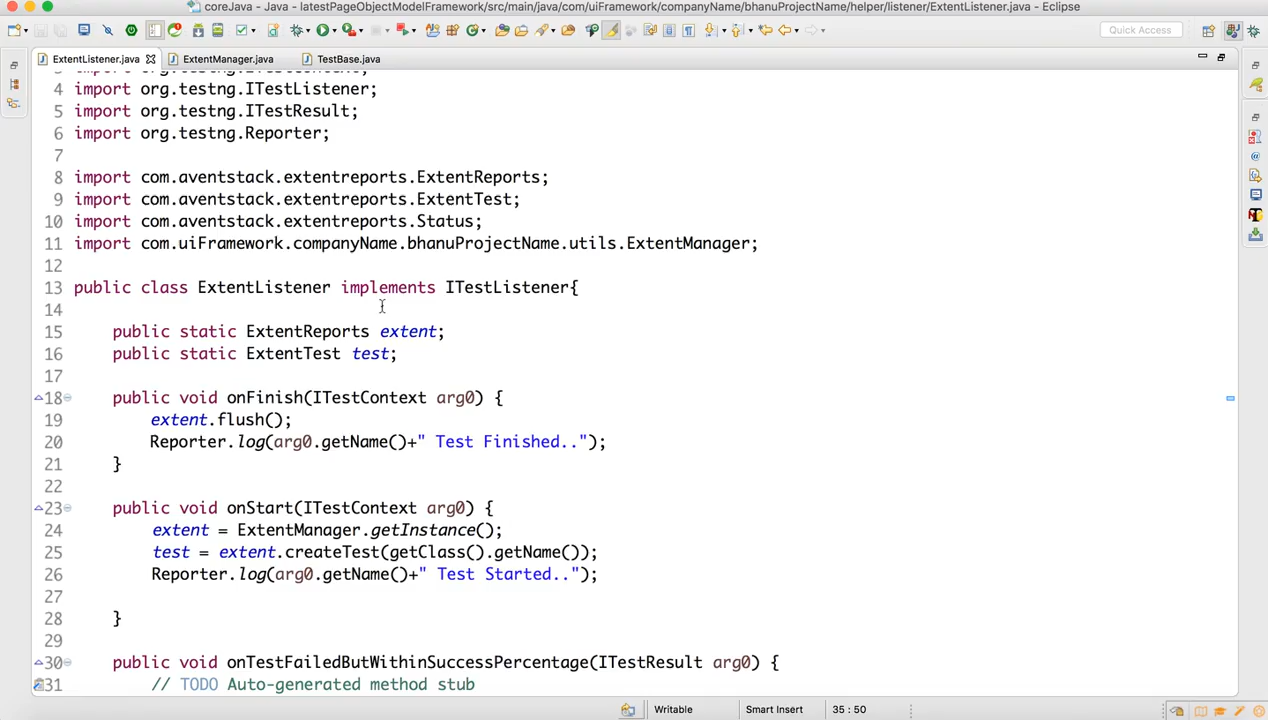 coreJava - Java - latestPageObjectModelFramework/src/main/java/com/uiFramework/companyName/bhanuProjectName/helper/listener/ExtentListener.java - Eclipse
Quick Access
ExtentListener.java ExtentManager.java TestBase.java
4 import org.testng.ITestListener;
5 import org.testng.ITestResult;
6 import org.testng.Reporter;
7
8 import com.aventstack.extentreports.ExtentReports;
9 import com.aventstack.extentreports.ExtentTest;
10 import com.aventstack.extentreports.Status;
11 import com.uiFramework.companyName.bhanuProjectName.utils.ExtentManager;
12
13 public class ExtentListener implements ITestListener{
14
15 public static ExtentReports extent;
16 public static ExtentTest test;
17
18 public void onFinish(ITestContext arg0) {
19 extent.flush();
20 Reporter.log(arg0.getName()+" Test Finished..");
21 }
22
23 public void onStart(ITestContext arg0) {
24 extent = ExtentManager.getInstance();
25 test = extent.createTest(getClass().getName());
26 Reporter.log(arg0.getName()+" Test Started..");
27
28 }
29
30 public void onTestFailedButWithinSuccessPercentage(ITestResult arg0) {
31 // TODO Auto-generated method stub
Writable Smart Insert 35 : 50